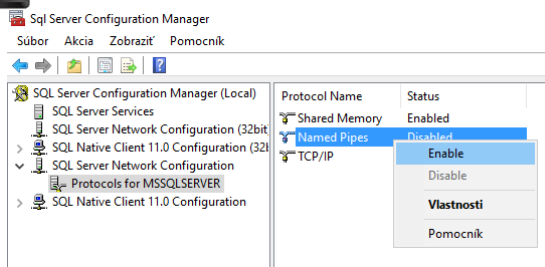 Sql Server Configuration Manager
Súbor Akcia Zobraziť Pomocník
SQL Server Configuration Manager (Local)
SQL Server Services
SQL Server Network Configuration (32bit
SQL Native Client 11.0 Configuration (32
SQL Server Network Configuration
Protocols for MSSQLSERVER
SQL Native Client 11.0 Configuration
Protocol Name Status
Shared Memory Enabled
Named Pipes Disabled
TCP/IP
Enable
Disable
Vlastnosti
Pomocník